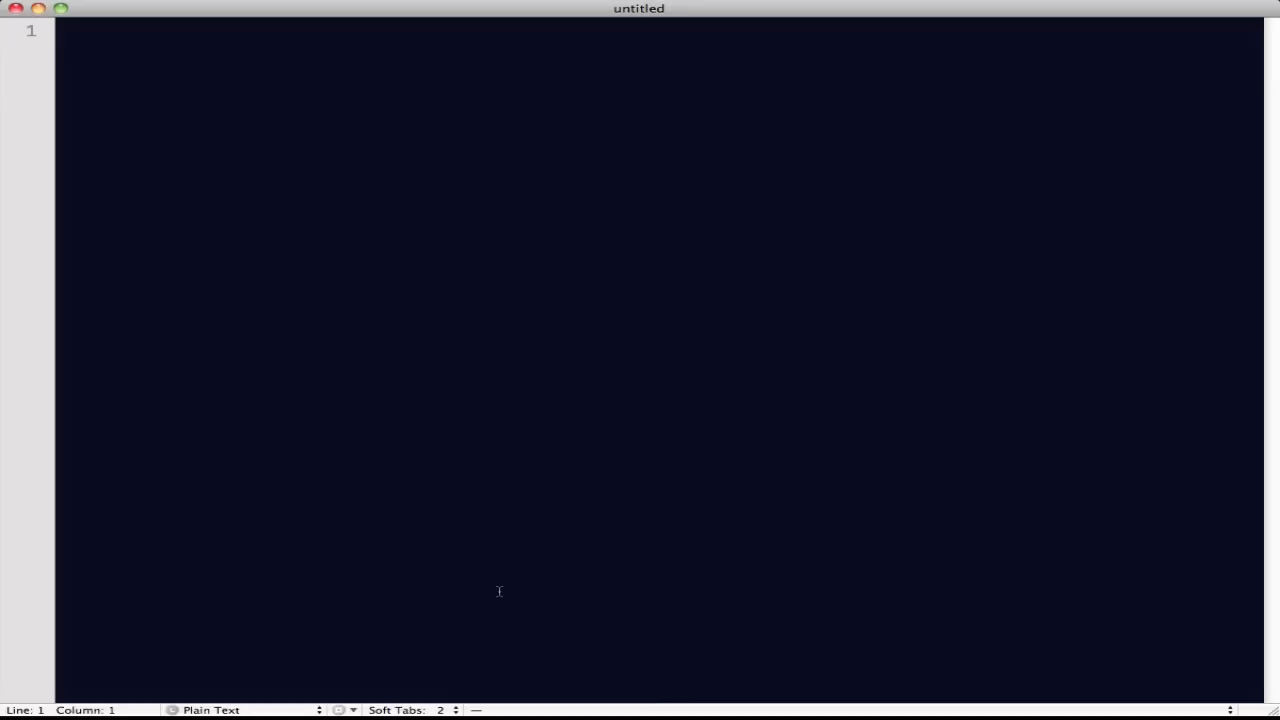 untitled
1
Line: 1 Column: 1 Plain Text Soft Tabs: 2 —